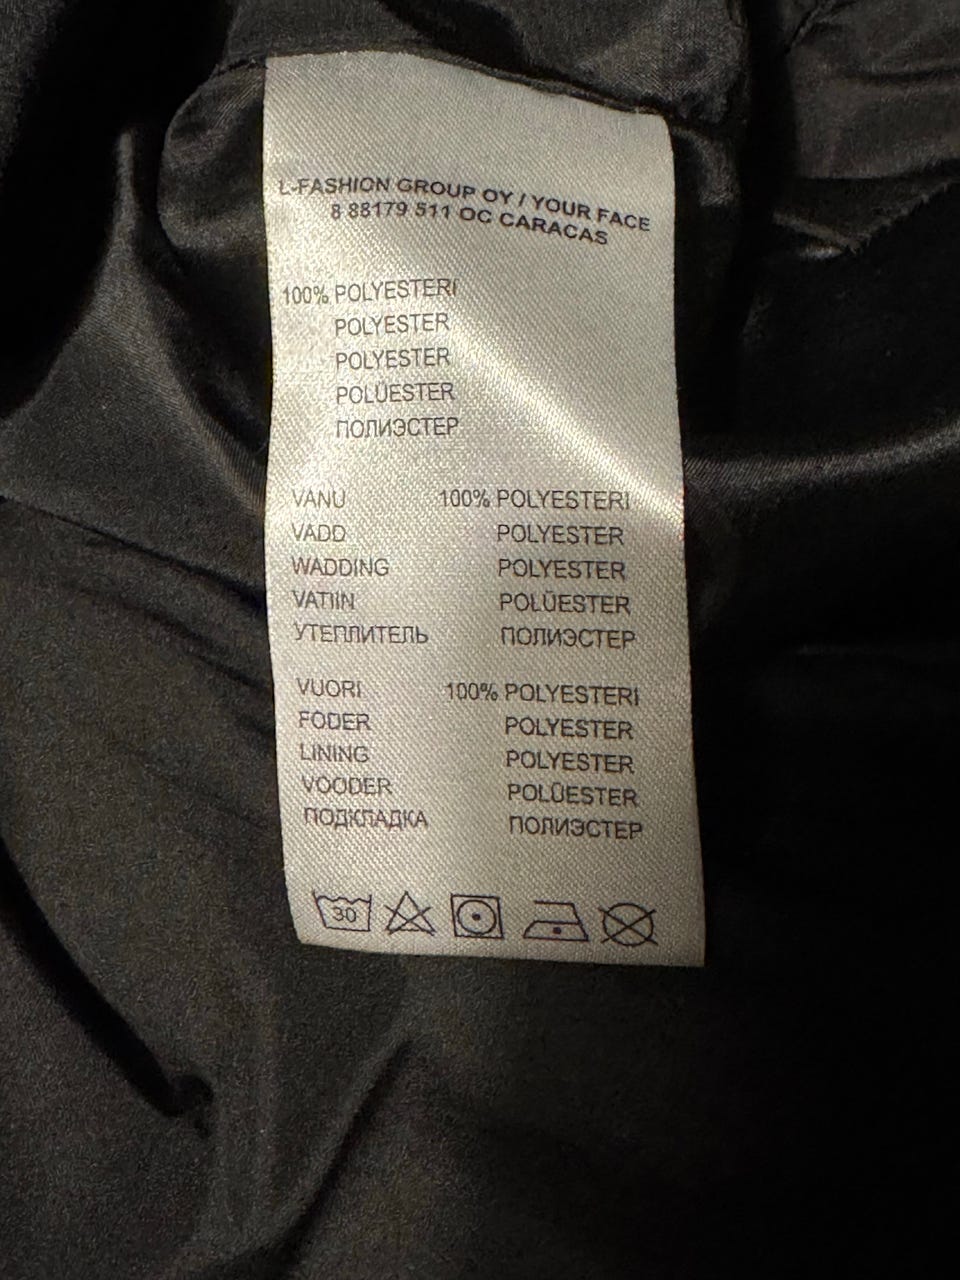 L-FASHION GROUP OY / YOUR FACE
8 88179 511 OC CARACAS
100% POLYESTERI
POLYESTER
POLYESTER
POLÜESTER
ПОЛИЭСТЕР
VANU 100% POLYESTERI
VADD POLYESTER
WADDING POLYESTER
VATIIN POLÜESTER
УТЕПЛИТЕЛЬ ПОЛИЭСТЕР
VUORI 100% POLYESTERI
FODER POLYESTER
LINING POLYESTER
VOODER POLÜESTER
ПОДКЛАДКА ПОЛИЭСТЕР
30